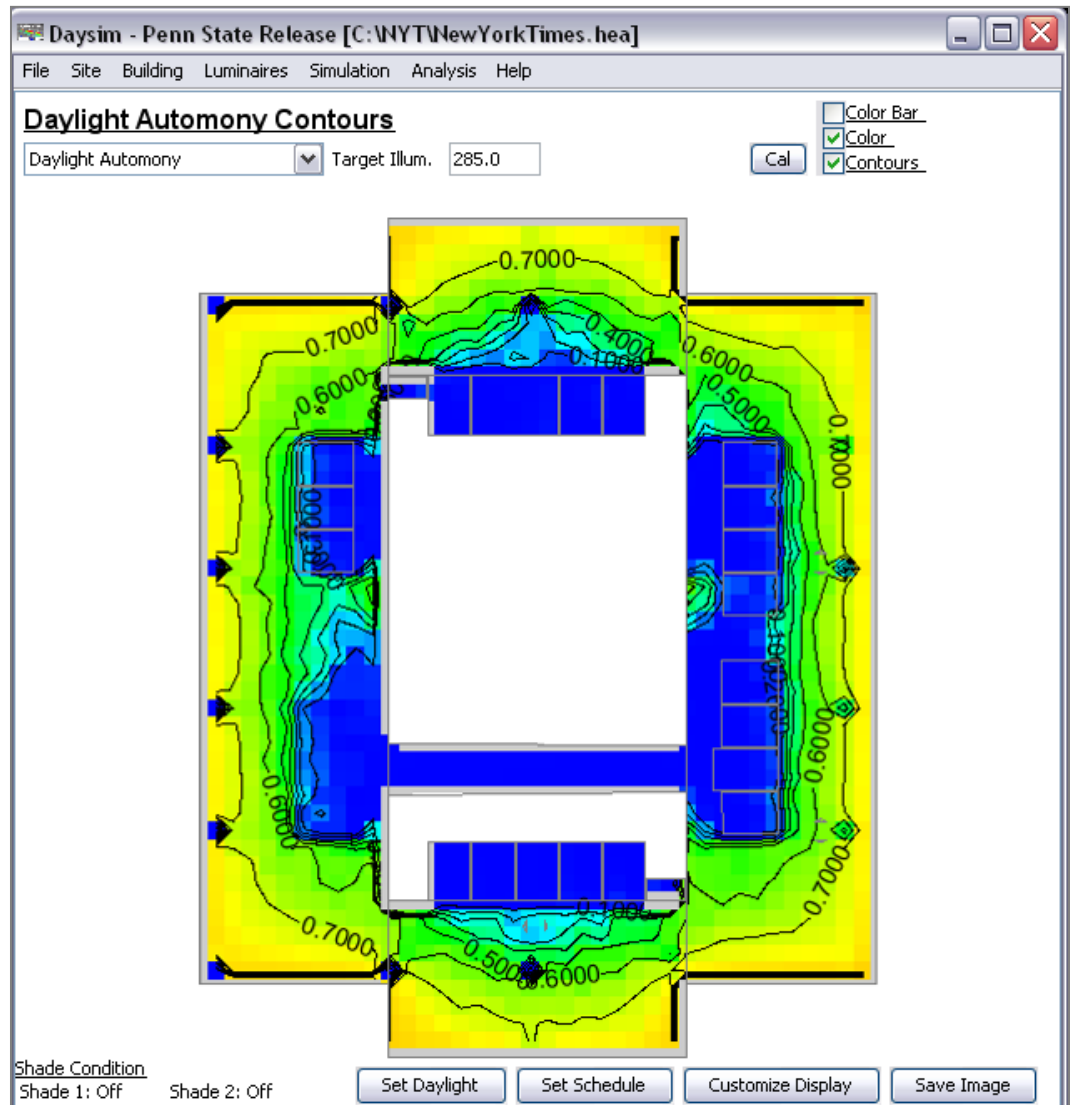 Daysim - Penn State Release [C:\NYT\NewYorkTimes.hea]
File Site Building Luminaires Simulation Analysis Help
Daylight Automony Contours
Color Bar
Daylight Automony Target Illum. 285.0 Cal
Color
Contours
0.7000
0.7000
0.4000
0.1000
0.6000
0.6000
0.5000
0.7000
0.1000
0.6000
0.6000
0.7000
0.7000
0.1000
0.5000
0.6000
Shade Condition
Shade 1: Off Shade 2: Off
Set Daylight Set Schedule Customize Display Save Image